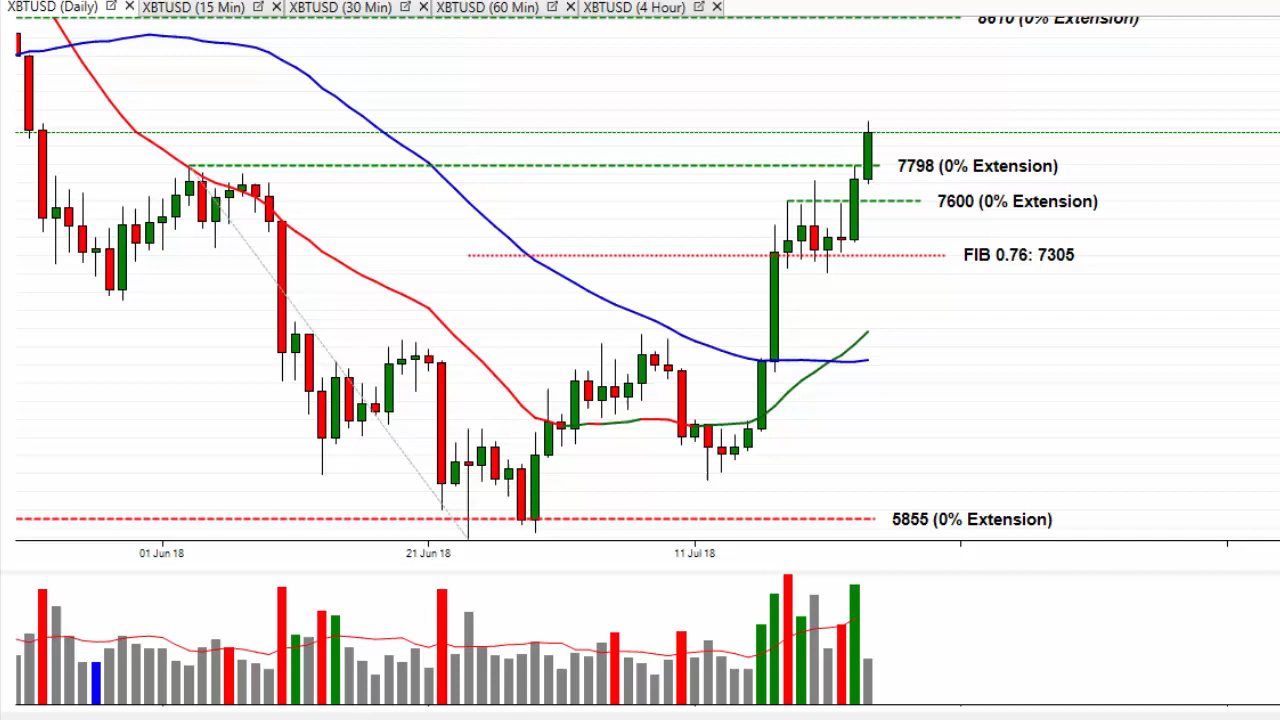 XBTUSD (Daily) XBTUSD (15 Min) XBTUSD (30 Min) XBTUSD (60 Min) XBTUSD (4 Hour)
8610 (0% Extension)
7798 (0% Extension)
7600 (0% Extension)
FIB 0.76: 7305
5855 (0% Extension)
01 Jun 18 21 Jun 18 11 Jul 18